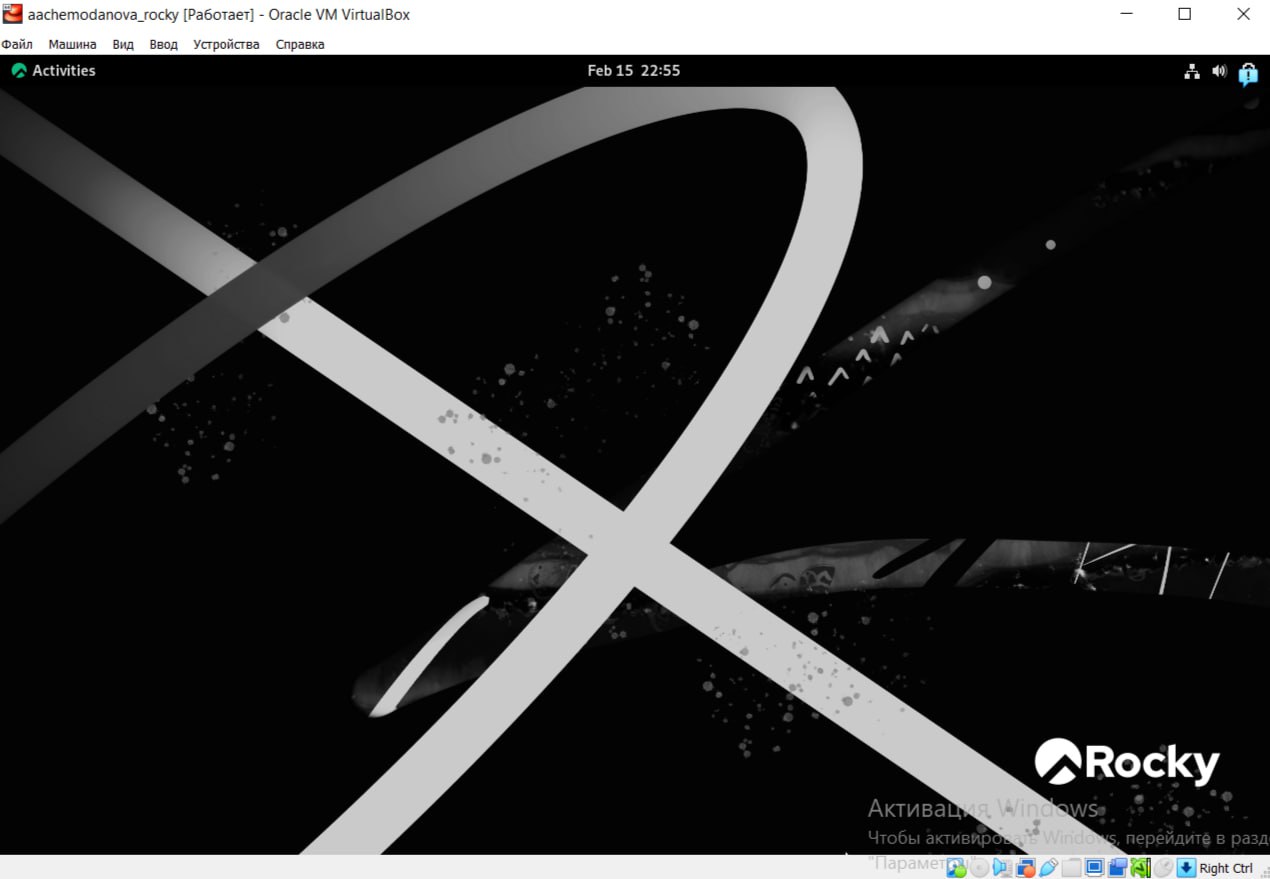 aachemodanova_rocky [Работает] - Oracle VM VirtualBox
Файл Машина Вид Ввод Устройства Справка
Activities
Feb 15 22:55
Rocky
Активация Windows
Чтобы активировать Windows, перейдите в разд
"Парамет
Right Ctrl